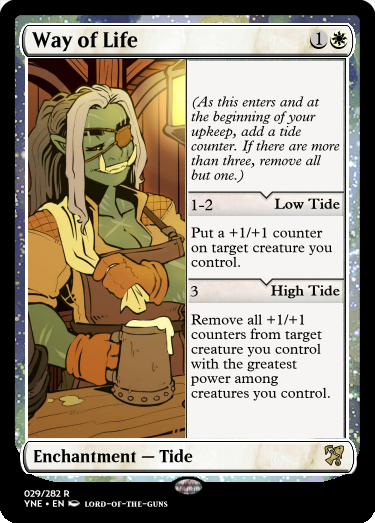 Way of Life 1
(As this enters and at
the beginning of your
upkeep, add a tide
counter. If there are more
than three, remove all
but one.)
1-2 Low Tide
Put a +1/+1 counter
on target creature you
control.
3 High Tide
Remove all +1/+1
counters from target
creature you control
with the greatest
power among
creatures you control.
Enchantment — Tide
029/282 R
YNE • EN LORD-OF-THE-GUNS